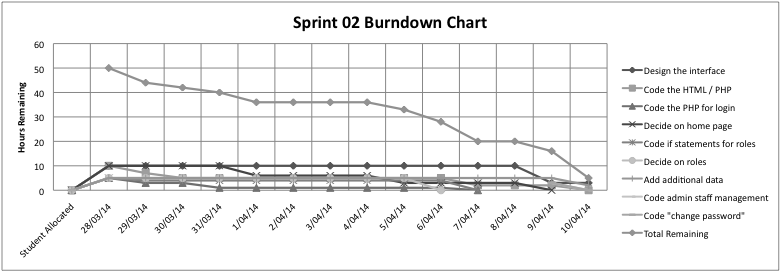 Sprint 02 Burndown Chart
Hours Remaining
60
50
40
30
20
10
0
Student Allocated
28/03/14
29/03/14
30/03/14
31/03/14
1/04/14
2/04/14
3/04/14
4/04/14
5/04/14
6/04/14
7/04/14
8/04/14
9/04/14
10/04/14
Design the interface
Code the HTML / PHP
Code the PHP for login
Decide on home page
Code if statements for roles
Decide on roles
Add additional data
Code admin staff management
Code "change password"
Total Remaining